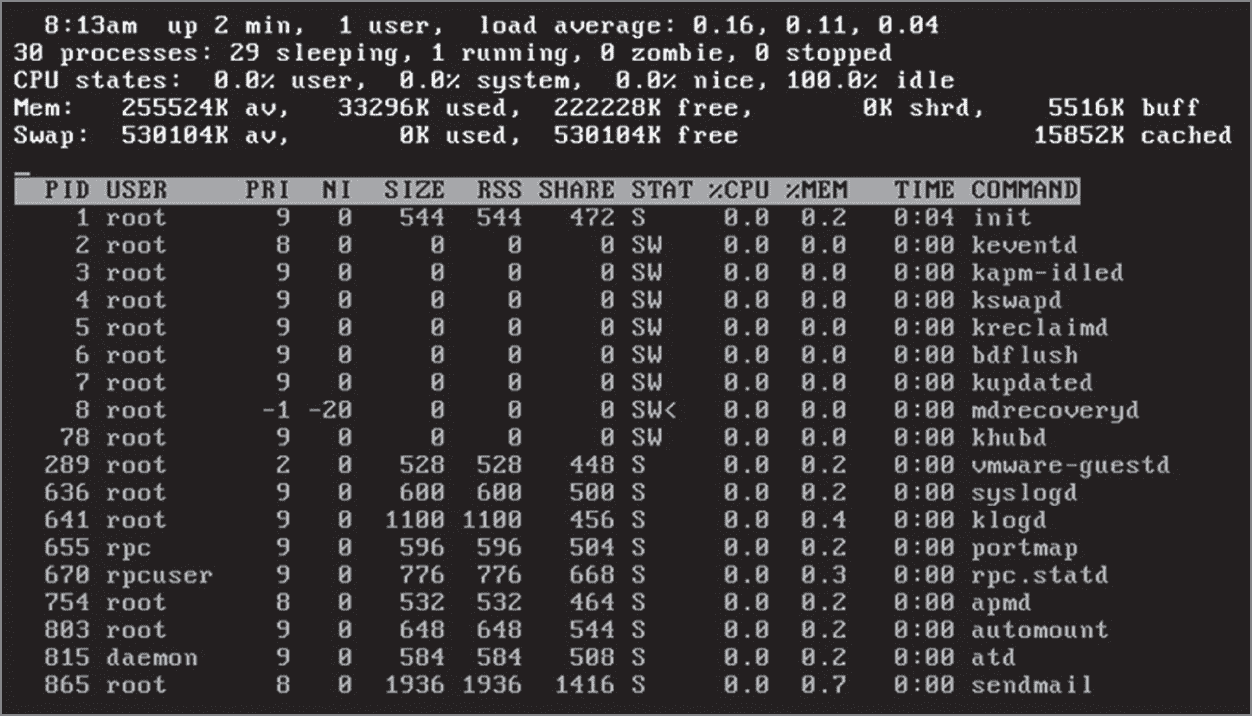 8:13am  up 2 min,  1 user,  load average: 0.16, 0.11, 0.04
30 processes: 29 sleeping, 1 running, 0 zombie, 0 stopped
CPU states:  0.0% user,  0.0% system,  0.0% nice, 100.0% idle
Mem:   255524K av,   33296K used,  222228K free,       0K shrd,    5516K buff
Swap:  530104K av,       0K used,  530104K free                   15852K cached
  PID USER     PRI  NI  SIZE  RSS SHARE STAT %CPU %MEM   TIME COMMAND
    1 root       9   0   544  544   472 S     0.0  0.2   0:04 init
    2 root       8   0     0    0     0 SW    0.0  0.0   0:00 keventd
    3 root       9   0     0    0     0 SW    0.0  0.0   0:00 kapm-idled
    4 root       9   0     0    0     0 SW    0.0  0.0   0:00 kswapd
    5 root       9   0     0    0     0 SW    0.0  0.0   0:00 kreclaimd
    6 root       9   0     0    0     0 SW    0.0  0.0   0:00 bdflush
    7 root       9   0     0    0     0 SW    0.0  0.0   0:00 kupdated
    8 root      -1 -20     0    0     0 SW<   0.0  0.0   0:00 mdrecoveryd
   78 root       9   0     0    0     0 SW    0.0  0.0   0:00 khubd
  289 root       2   0   528  528   448 S     0.0  0.2   0:00 vmware-guestd
  636 root       9   0   600  600   500 S     0.0  0.2   0:00 syslogd
  641 root       9   0  1100 1100   456 S     0.0  0.4   0:00 klogd
  655 rpc        9   0   596  596   504 S     0.0  0.2   0:00 portmap
  670 rpcuser    9   0   776  776   668 S     0.0  0.3   0:00 rpc.statd
  754 root       8   0   532  532   464 S     0.0  0.2   0:00 apmd
  803 root       9   0   648  648   544 S     0.0  0.2   0:00 automount
  815 daemon     9   0   584  584   508 S     0.0  0.2   0:00 atd
  865 root       8   0  1936 1936  1416 S     0.0  0.7   0:00 sendmail